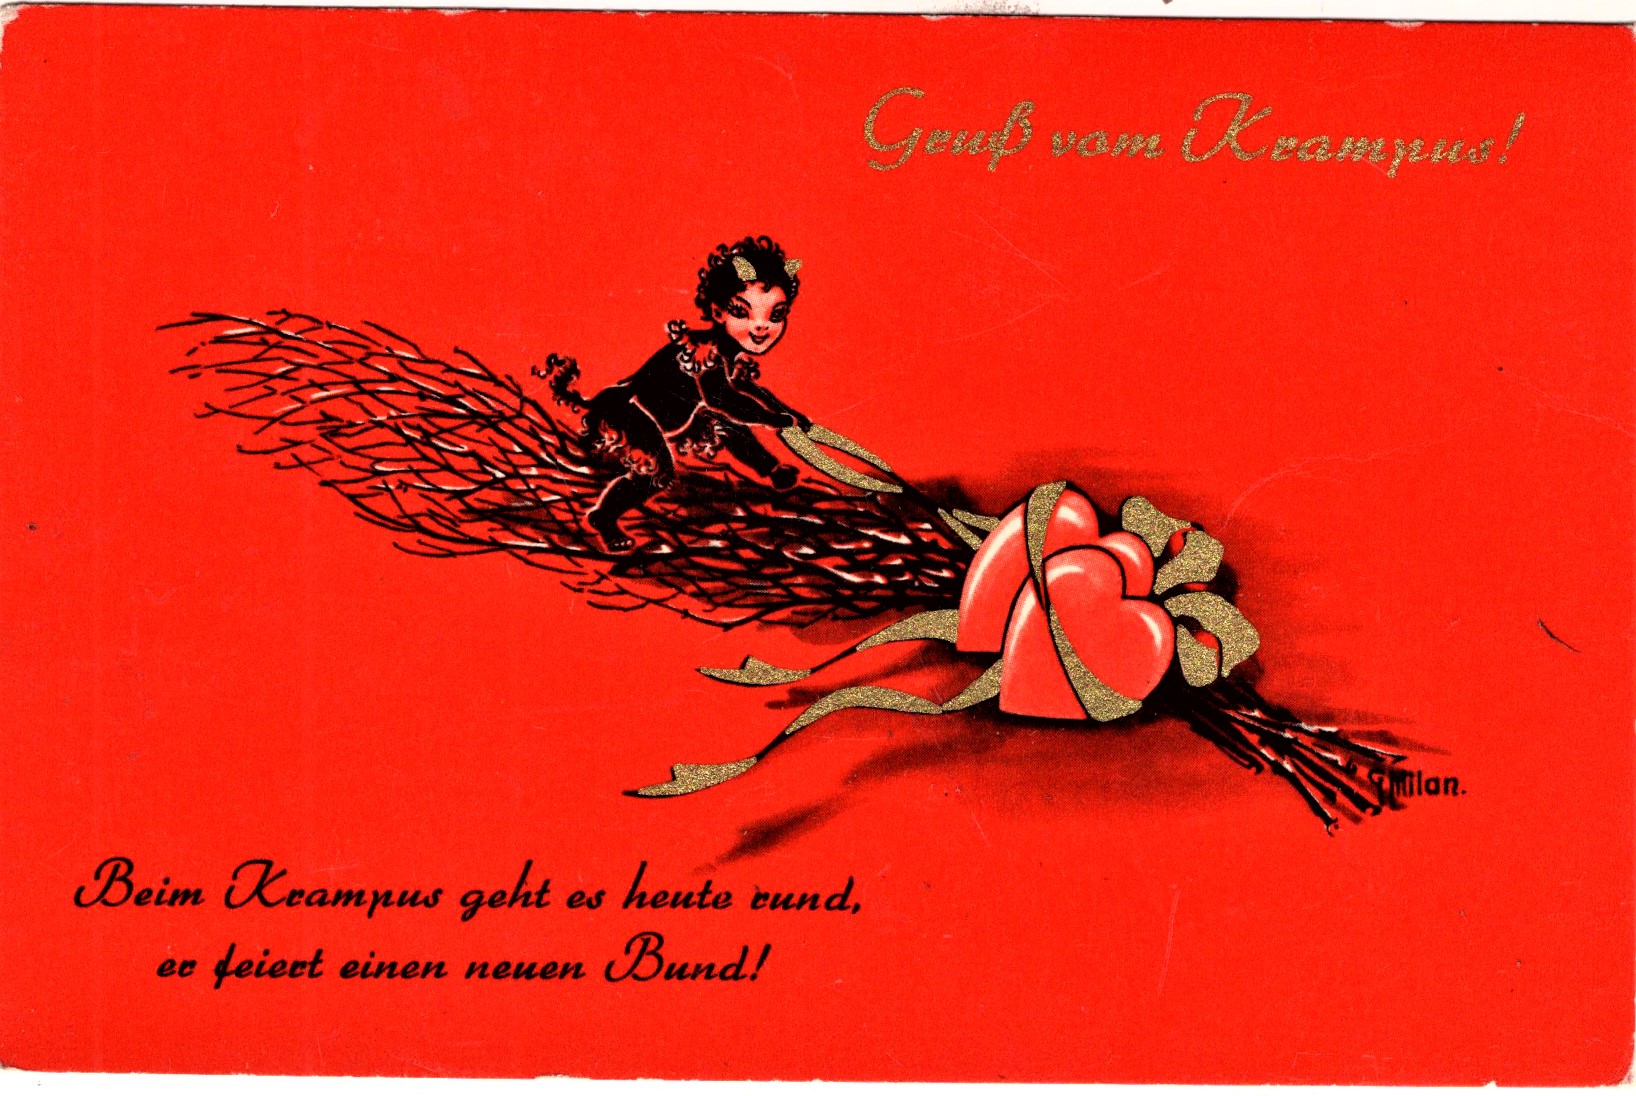 Gruß vom Krampus!
Milan.
Beim Krampus geht es heute rund,
er feiert einen neuen Bund!